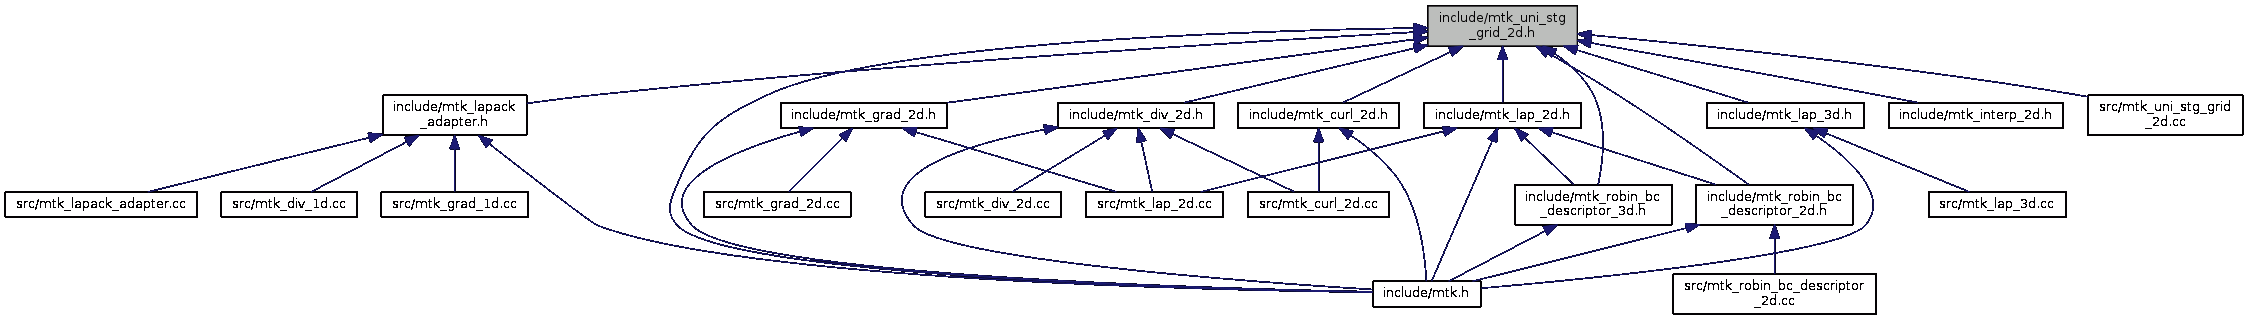 include/mtk_uni_stg
_grid_2d.h
include/mtk_lapack
_adapter.h
include/mtk_grad_2d.h
include/mtk_div_2d.h
include/mtk_curl_2d.h
include/mtk_lap_2d.h
include/mtk_lap_3d.h
include/mtk_interp_2d.h
src/mtk_uni_stg_grid
_2d.cc
src/mtk_lapack_adapter.cc
src/mtk_div_1d.cc
src/mtk_grad_1d.cc
src/mtk_grad_2d.cc
src/mtk_div_2d.cc
src/mtk_lap_2d.cc
src/mtk_curl_2d.cc
include/mtk_robin_bc
_descriptor_3d.h
include/mtk_robin_bc
_descriptor_2d.h
src/mtk_lap_3d.cc
include/mtk.h
src/mtk_robin_bc_descriptor
_2d.cc